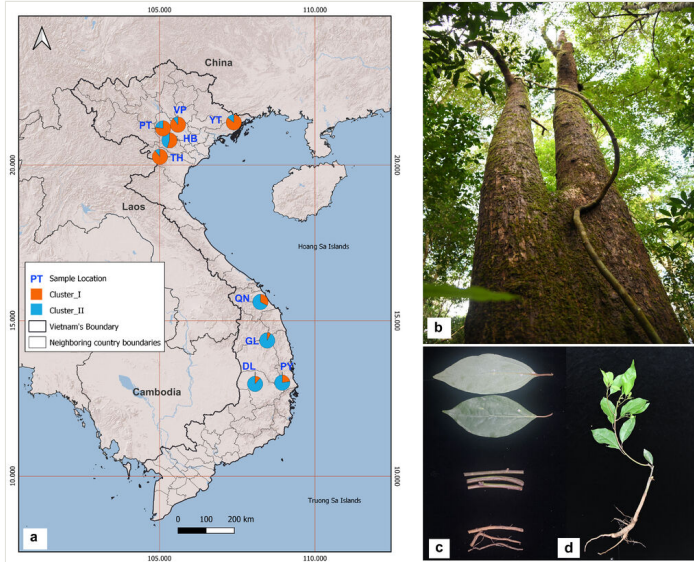 105.000
110.000
China
VP
YT
PT
HB
TH
20.000
20.000
Laos
Hoang Sa Islands
PT Sample Location
Cluster_I
Cluster_II
Vietnam's Boundary
Neighboring country boundaries
QN
15.000
15.000
GL
DL
PY
Cambodia
10.000
10.000
Truong Sa Islands
0 100 200 km
a
105.000
110.000
b
c
d